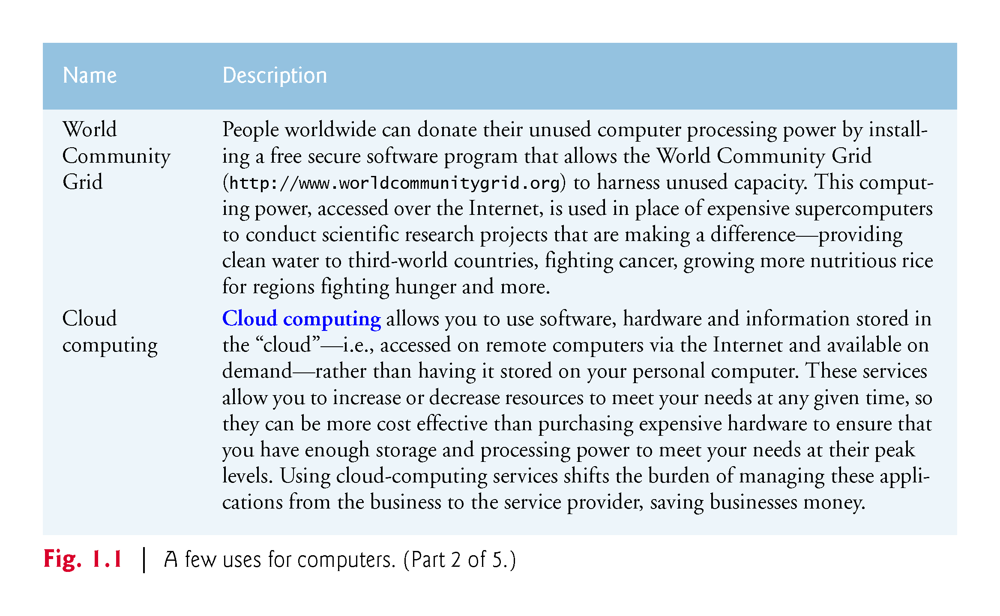 Name Description
World People worldwide can donate their unused computer processing power by install-
Community ing a free secure software program that allows the World Community Grid
Grid (http://www.worldcommunitygrid.org) to harness unused capacity. This comput-
ing power, accessed over the Internet, is used in place of expensive supercomputers
to conduct scientific research projects that are making a difference—providing
clean water to third-world countries, fighting cancer, growing more nutritious rice
for regions fighting hunger and more.
Cloud Cloud computing allows you to use software, hardware and information stored in
computing the “cloud”—i.e., accessed on remote computers via the Internet and available on
demand—rather than having it stored on your personal computer. These services
allow you to increase or decrease resources to meet your needs at any given time, so
they can be more cost effective than purchasing expensive hardware to ensure that
you have enough storage and processing power to meet your needs at their peak
levels. Using cloud-computing services shifts the burden of managing these appli-
cations from the business to the service provider, saving businesses money.
Fig. 1.1 | A few uses for computers. (Part 2 of 5.)